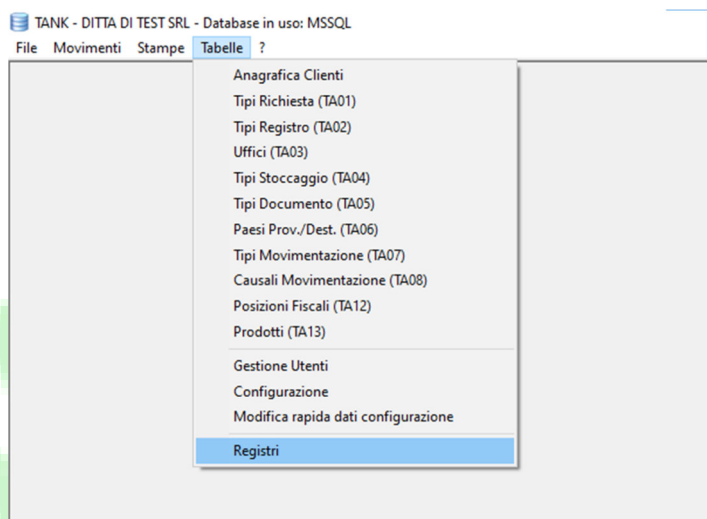 TANK - DITTA DI TEST SRL - Database in uso: MSSQL
File Movimenti Stampe Tabelle ?
Anagrafica Clienti
Tipi Richiesta (TA01)
Tipi Registro (TA02)
Uffici (TA03)
Tipi Stoccaggio (TA04)
Tipi Documento (TA05)
Paesi Prov./Dest. (TA06)
Tipi Movimentazione (TA07)
Causali Movimentazione (TA08)
Posizioni Fiscali (TA12)
Prodotti (TA13)
Gestione Utenti
Configurazione
Modifica rapida dati configurazione
Registri